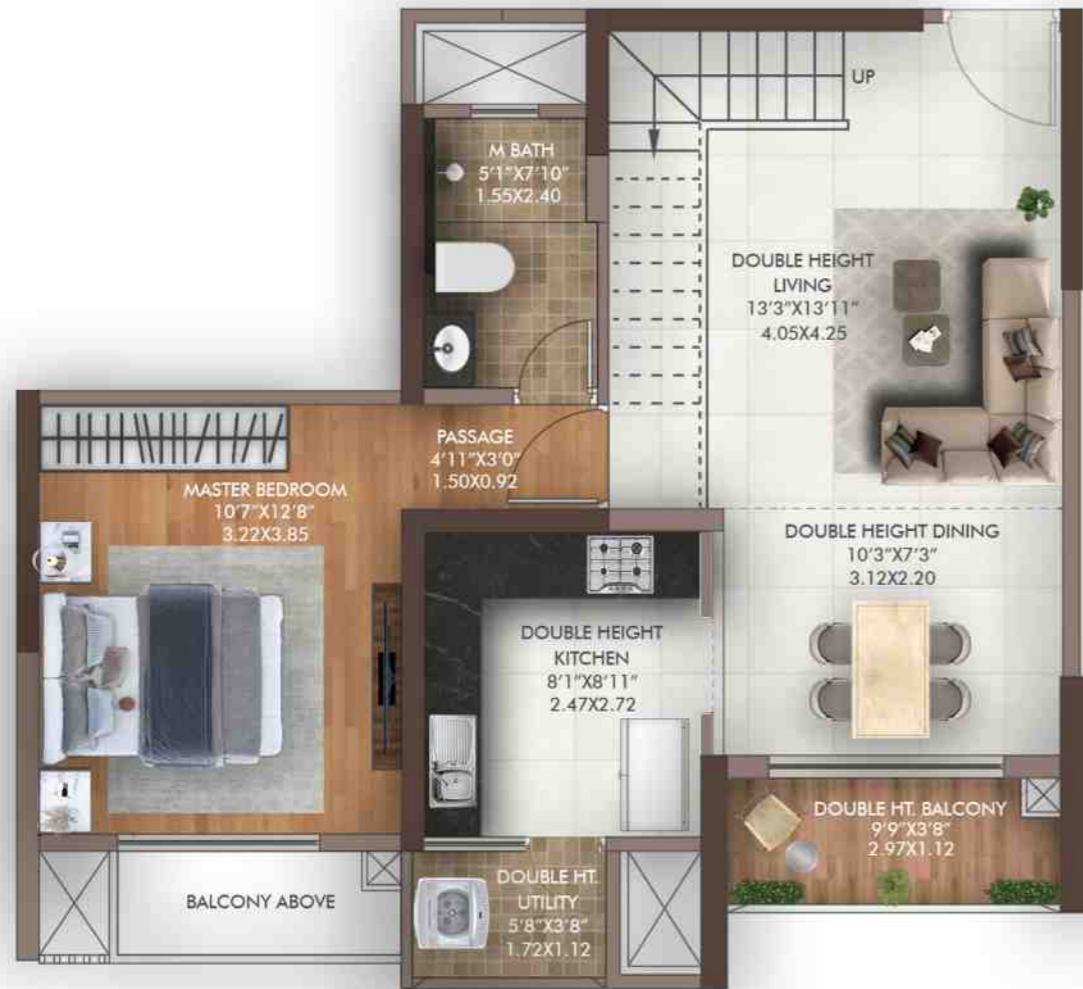 UP
M BATH
5'1"X7'10"
1.55X2.40
DOUBLE HEIGHT
LIVING
13'3"X13'11"
4.05X4.25
PASSAGE
4'11"X3'0"
1.50X0.92
MASTER BEDROOM
10'7"X12'8"
3.22X3.85
DOUBLE HEIGHT DINING
10'3"X7'3"
3.12X2.20
DOUBLE HEIGHT
KITCHEN
8'1"X8'11"
2.47X2.72
DOUBLE HT. BALCONY
9'9"X3'8"
2.97X1.12
BALCONY ABOVE
DOUBLE HT.
UTILITY
5'8"X3'8"
1.72X1.12